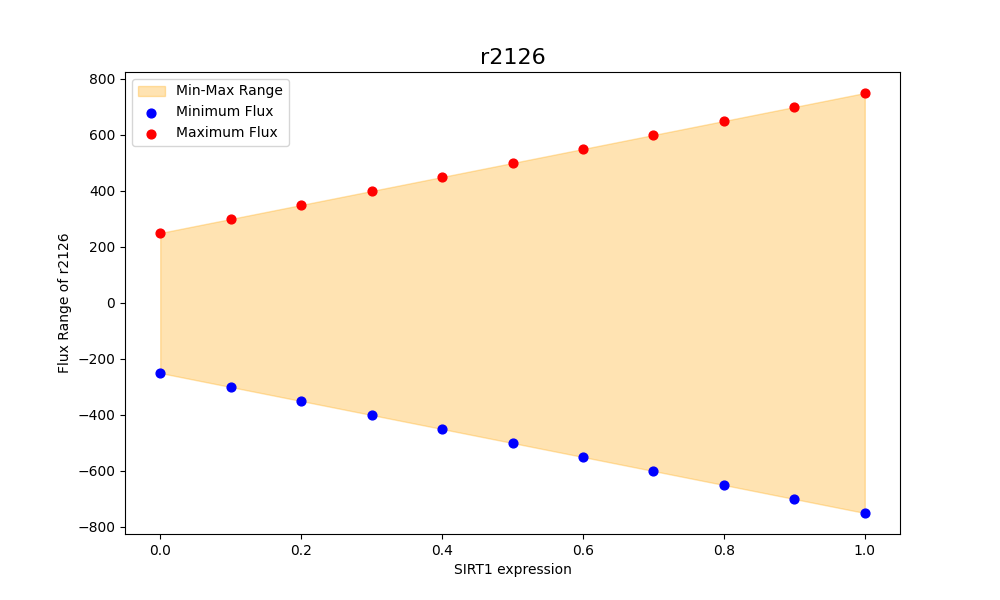 r2126
Min-Max Range
Minimum Flux
Maximum Flux
Flux Range of r2126
800
600
400
200
0
−200
−400
−600
−800
0.0 0.2 0.4 0.6 0.8 1.0
SIRT1 expression